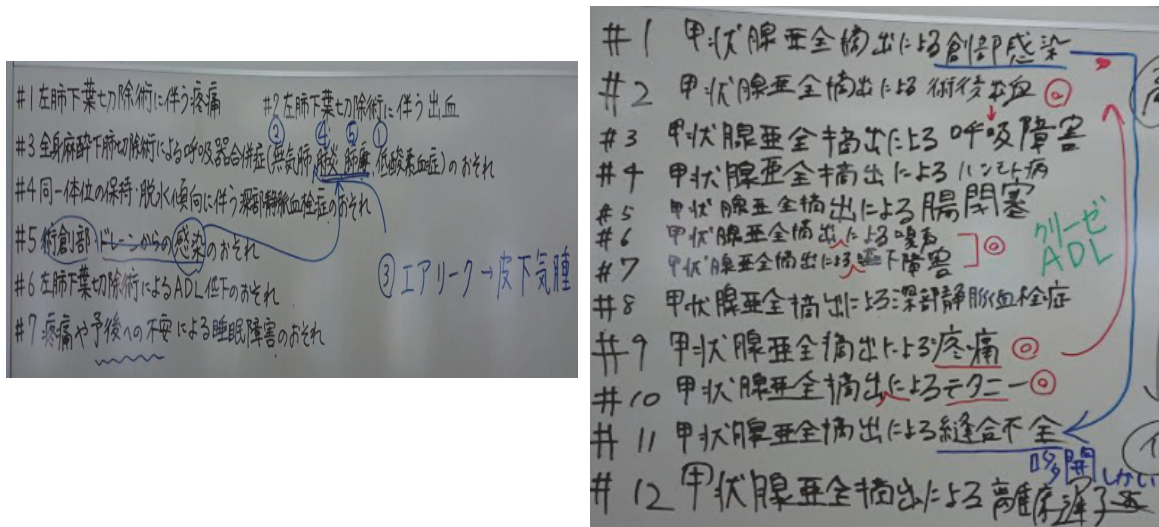 #1 左肺下葉切除術に伴う疼痛
#2 左肺下葉切除術に伴う出血
② ④ ⑤ ①
#3 全身麻酔下肺切除術による呼吸器合併症(無気肺,肺炎,肺瘻,低酸素血症)のおそれ
#4 同一体位の保持・脱水傾向に伴う深部静脈血栓症のおそれ
#5 術創部・ドレーンからの感染のおそれ
③ エアリーク→皮下気腫
#6 左肺下葉切除術によるADL低下のおそれ
#7 疼痛や予後への不安による睡眠障害のおそれ
#1 甲状腺亜全摘出による創部感染
#2 甲状腺亜全摘出による術後出血
#3 甲状腺亜全摘出による呼吸障害
#4 甲状腺亜全摘出によるハシモト病
#5 甲状腺亜全摘出による腸閉塞
#6 甲状腺亜全摘出による嗄声
#7 甲状腺亜全摘出による嚥下障害
クリーゼ
ADL
#8 甲状腺亜全摘出による深部静脈血栓症
#9 甲状腺亜全摘出による疼痛
#10 甲状腺亜全摘出によるテタニー
#11 甲状腺亜全摘出による縫合不全
哆開 しかい
#12 甲状腺亜全摘出による離床遅延